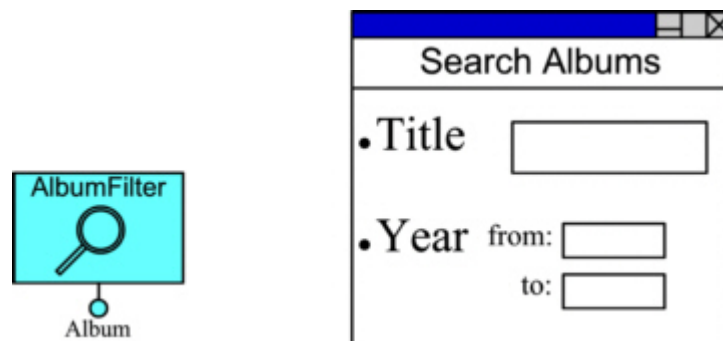 AlbumFilter
Album
Search Albums
•Title
•Year from:
to: